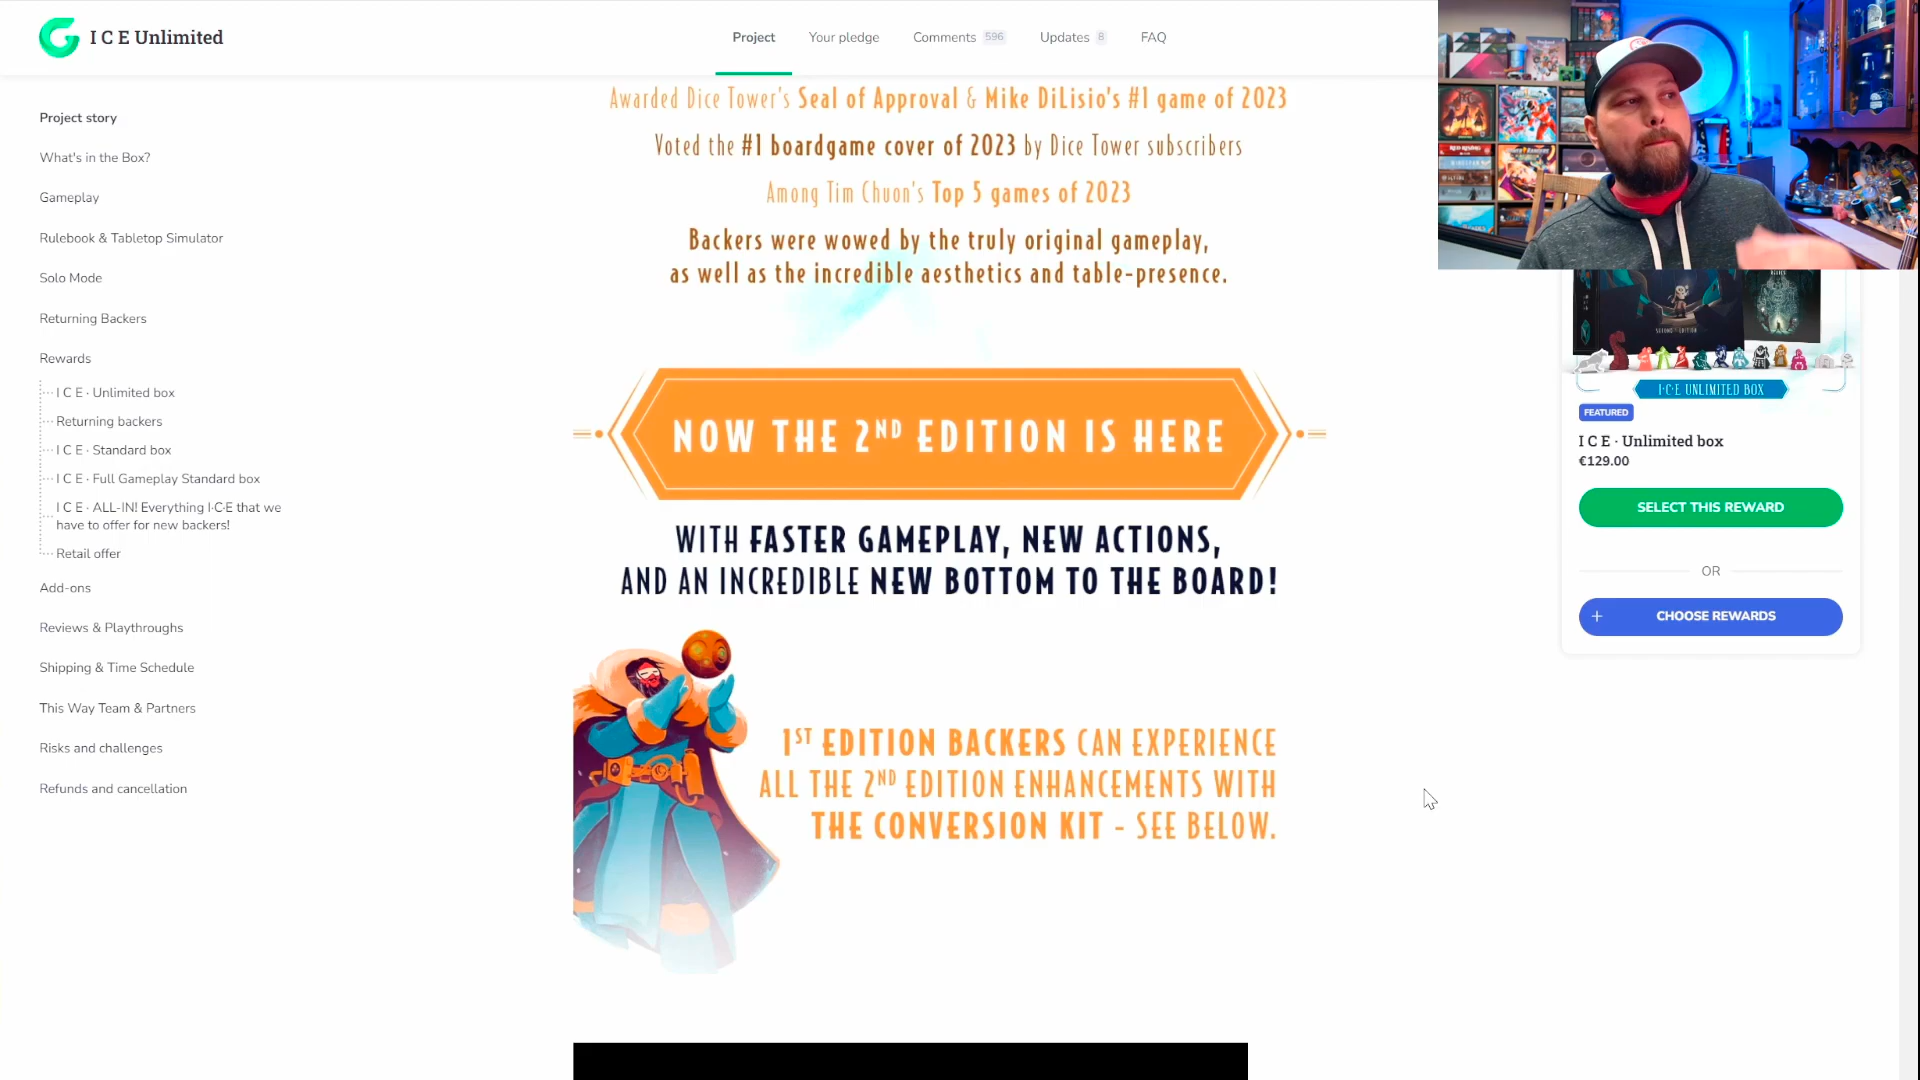 I C E Unlimited
Project
Your pledge
Comments 596
Updates 8
FAQ
Project story
What's in the Box?
Gameplay
Rulebook & Tabletop Simulator
Solo Mode
Returning Backers
Rewards
I C E · Unlimited box
Returning backers
I C E · Standard box
I C E · Full Gameplay Standard box
I C E · ALL-IN! Everything I·C·E that we
have to offer for new backers!
Retail offer
Add-ons
Reviews & Playthroughs
Shipping & Time Schedule
This Way Team & Partners
Risks and challenges
Refunds and cancellation
Awarded Dice Tower's Seal of Approval & Mike DiLisio's #1 game of 2023
Voted the #1 boardgame cover of 2023 by Dice Tower subscribers
Among Tim Chuon's Top 5 games of 2023
Backers were wowed by the truly original gameplay,
as well as the incredible aesthetics and table-presence.
NOW THE 2ND EDITION IS HERE
WITH FASTER GAMEPLAY, NEW ACTIONS,
AND AN INCREDIBLE NEW BOTTOM TO THE BOARD!
1ST EDITION BACKERS CAN EXPERIENCE
ALL THE 2ND EDITION ENHANCEMENTS WITH
THE CONVERSION KIT - SEE BELOW.
SECOND EDITION
I·C·E UNLIMITED BOX
FEATURED
I C E · Unlimited box
€129.00
SELECT THIS REWARD
OR
+ CHOOSE REWARDS